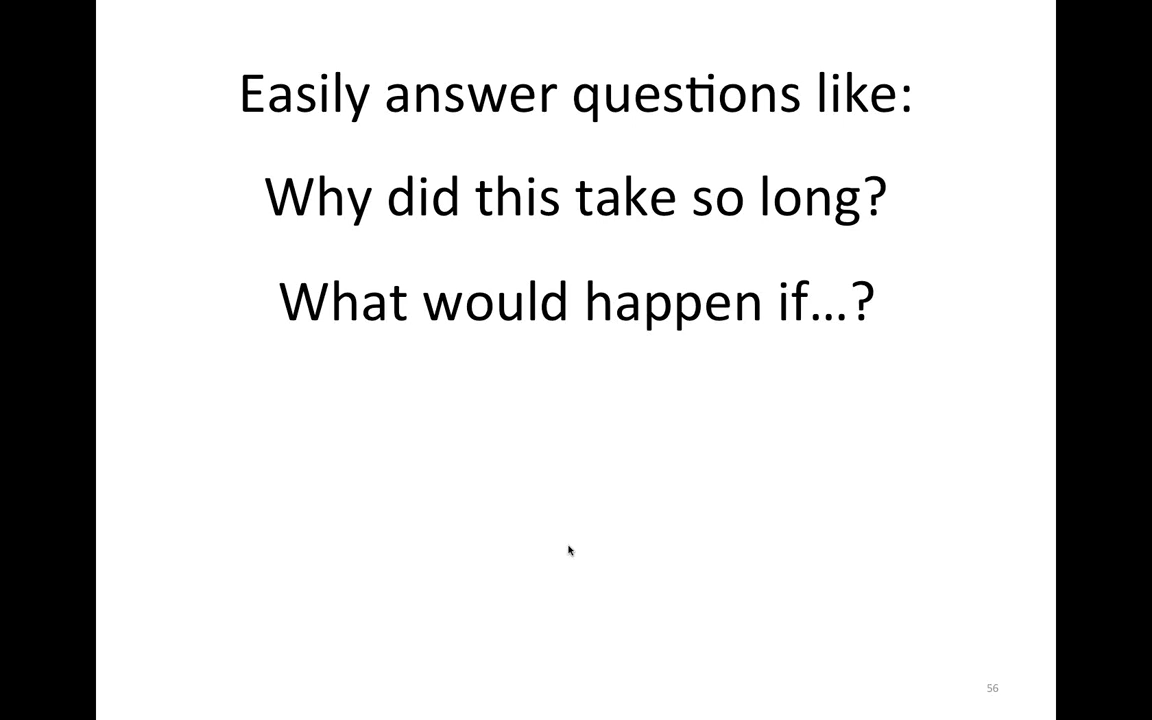 Easily answer questions like:
Why did this take so long?
What would happen if...?
56